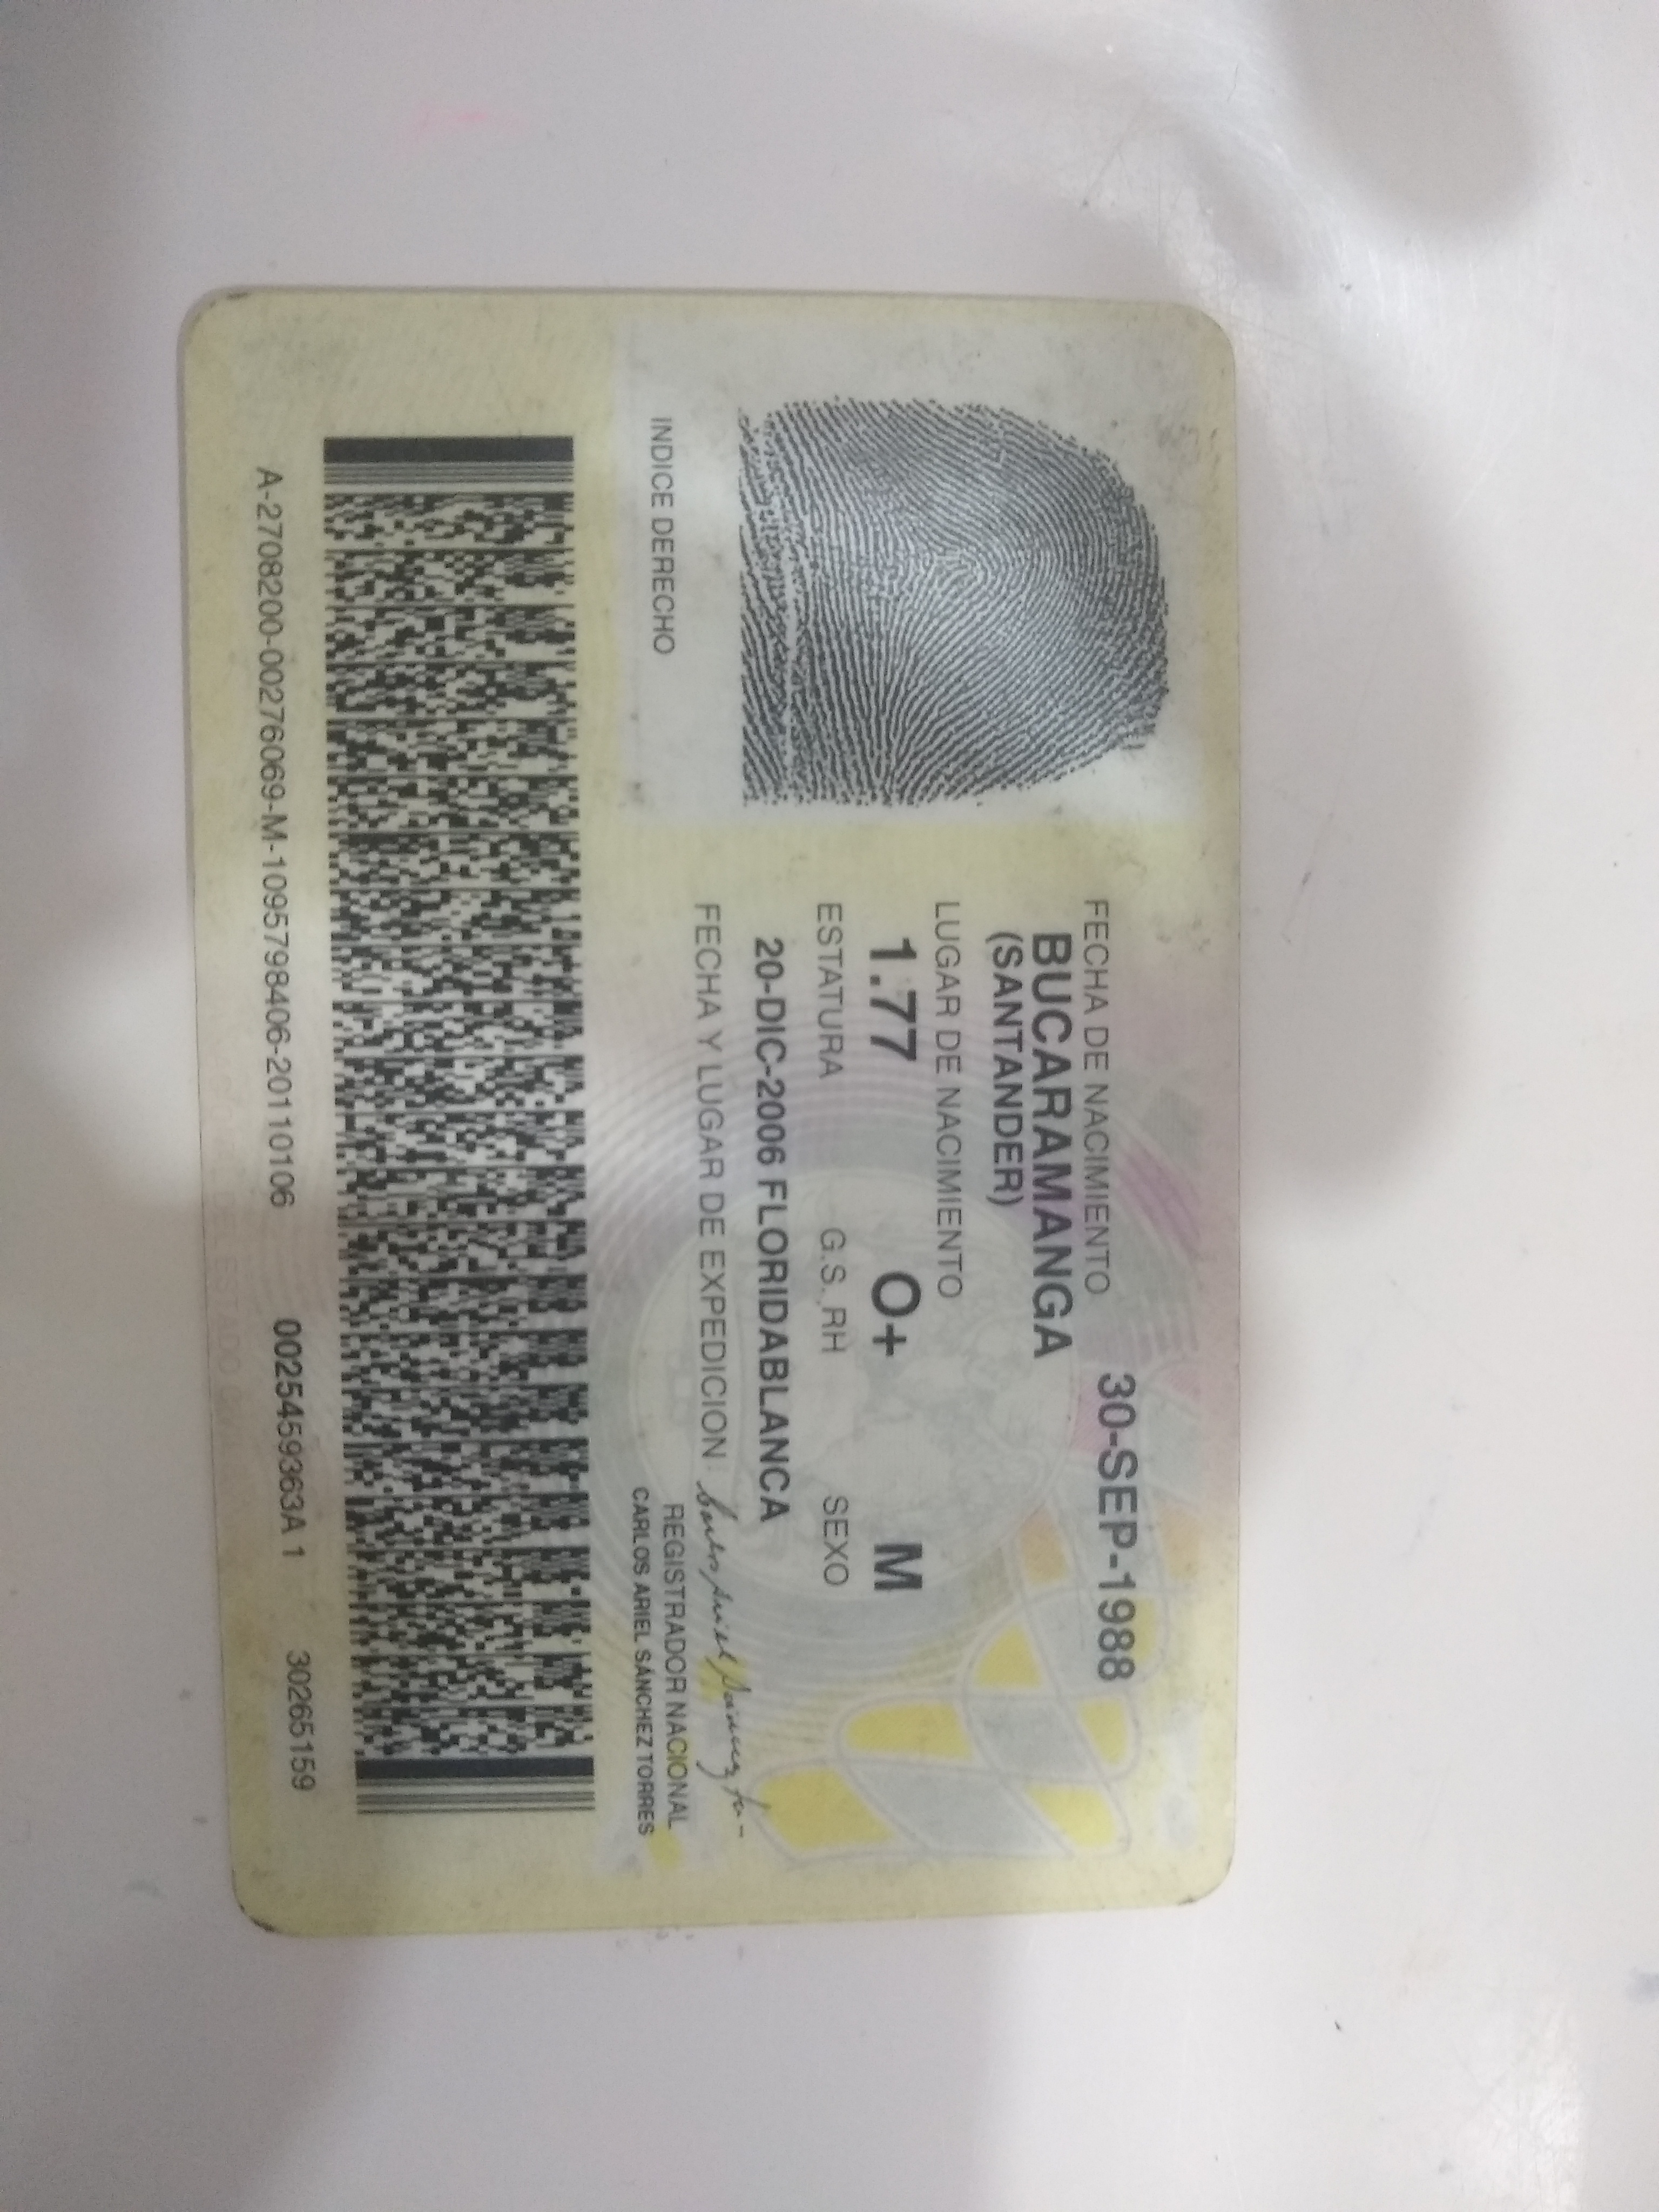 FECHA DE NACIMIENTO 30-SEP-1988
BUCARAMANGA
(SANTANDER)
LUGAR DE NACIMIENTO
1.77 O+ M
ESTATURA G.S. RH SEXO
20-DIC-2006 FLORIDABLANCA
FECHA Y LUGAR DE EXPEDICION
REGISTRADOR NACIONAL
CARLOS ARIEL SÁNCHEZ TORRES
INDICE DERECHO
A-2708200-00276069-M-1095798406-20110106 0025459363A 1 30265159